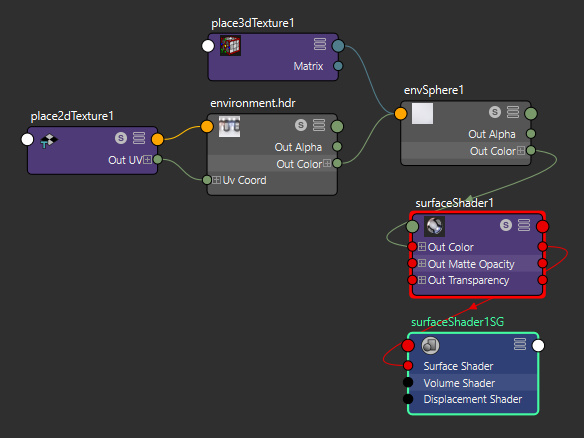 place3dTexture1
Matrix
place2dTexture1
S
Out UV
environment.hdr
S
Out Alpha
Out Color
Uv Coord
envSphere1
S
Out Alpha
Out Color
surfaceShader1
S
Out Color
Out Matte Opacity
Out Transparency
surfaceShader1SG
Surface Shader
Volume Shader
Displacement Shader